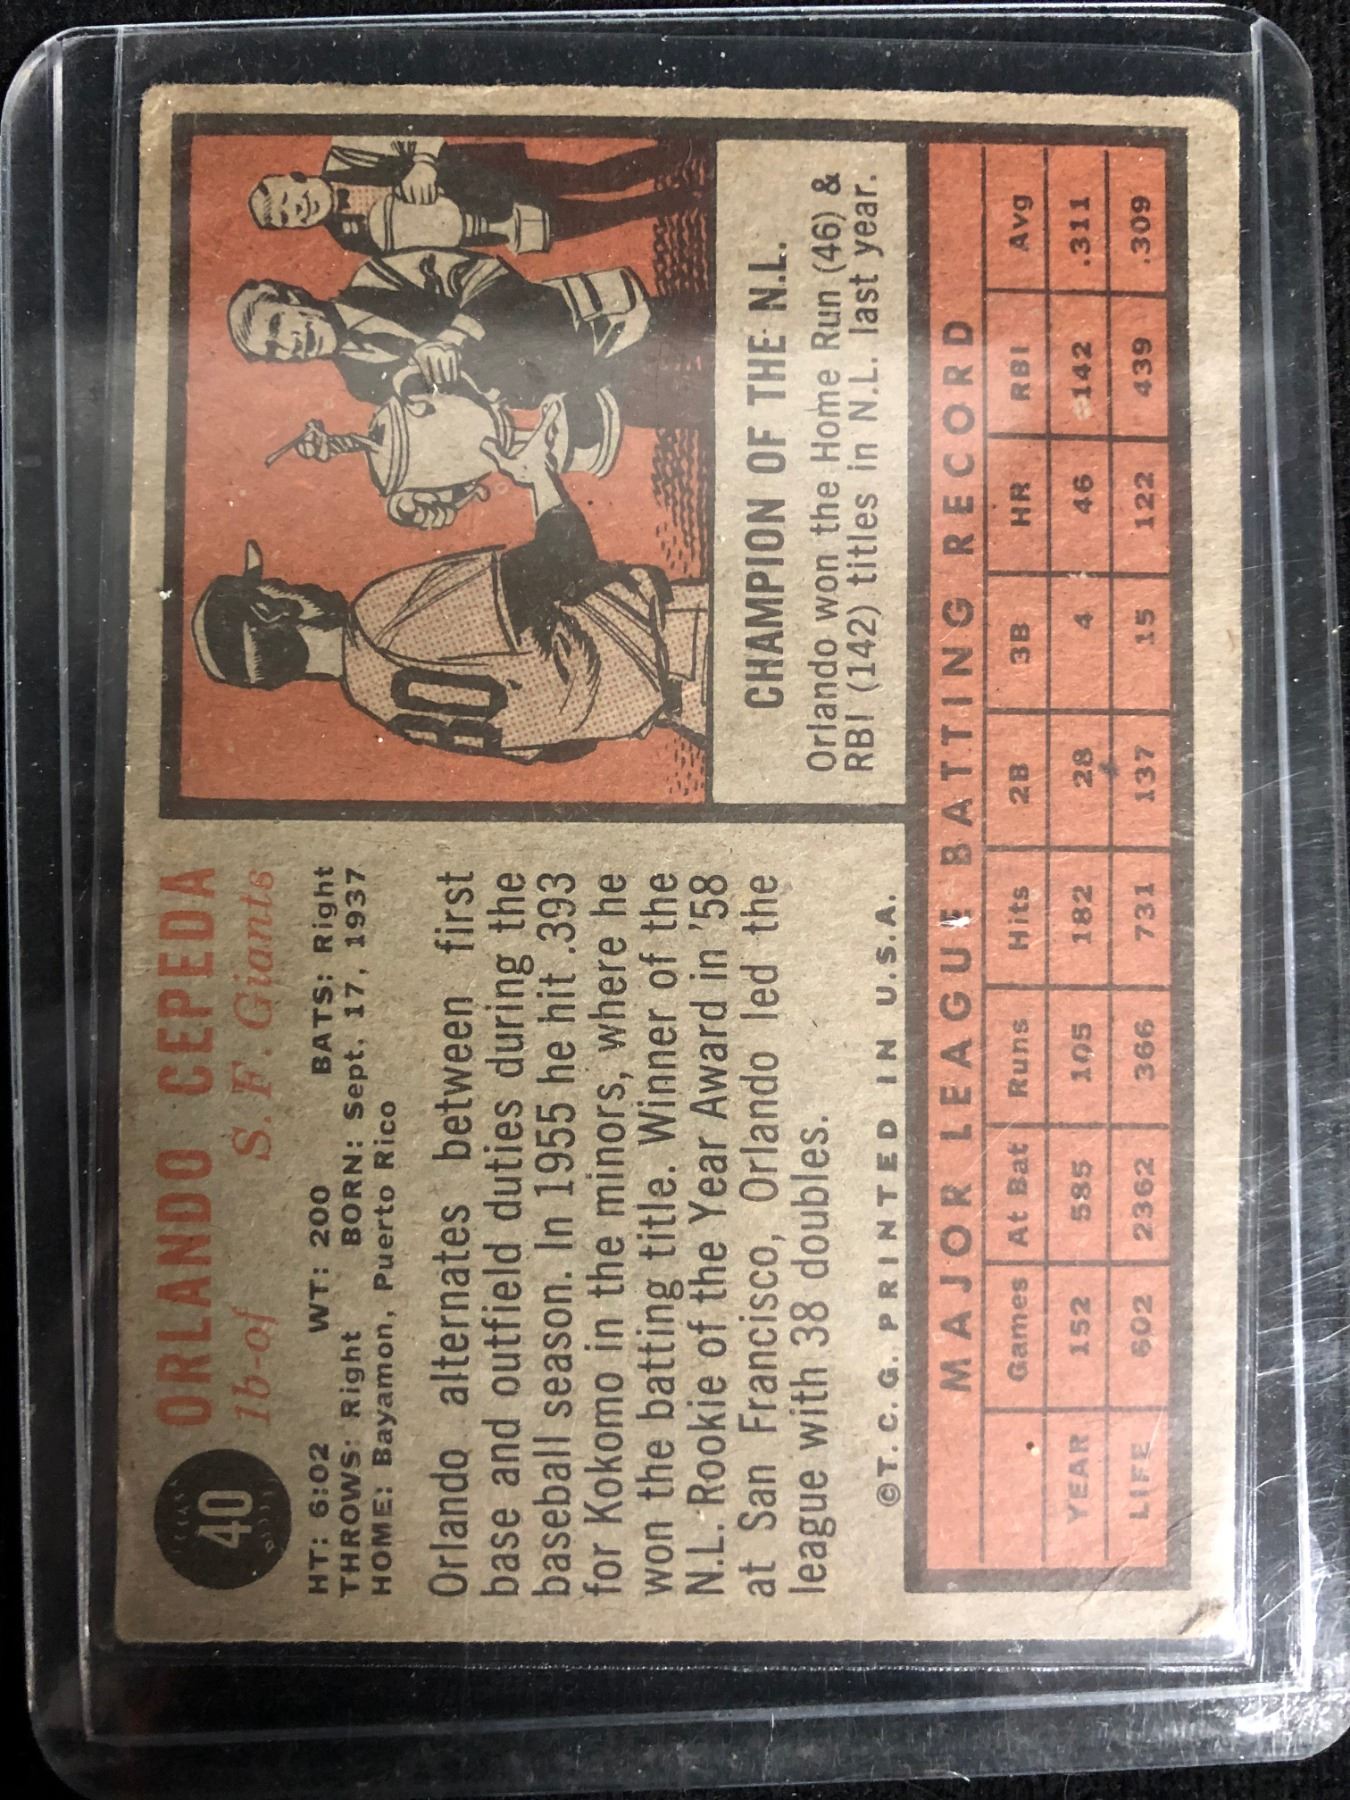 40
ORLANDO CEPEDA
1b-of S. F. Giants
HT: 6:02 WT: 200 BATS: Right
THROWS: Right BORN: Sept. 17, 1937
HOME: Bayamon, Puerto Rico
Orlando alternates between first
base and outfield duties during the
baseball season. In 1955 he hit .393
for Kokomo in the minors, where he
won the batting title. Winner of the
N.L. Rookie of the Year Award in '58
at San Francisco, Orlando led the
league with 38 doubles.
©T. C. G. PRINTED IN U.S.A.
80
CHAMPION OF THE N.L.
Orlando won the Home Run (46) &
RBI (142) titles in N.L. last year.
MAJOR LEAGUE BATTING RECORD
Games At Bat Runs Hits 2B 3B HR RBI Avg
YEAR 152 585 105 182 28 4 46 142 .311
LIFE 602 2362 366 731 137 15 122 439 .309